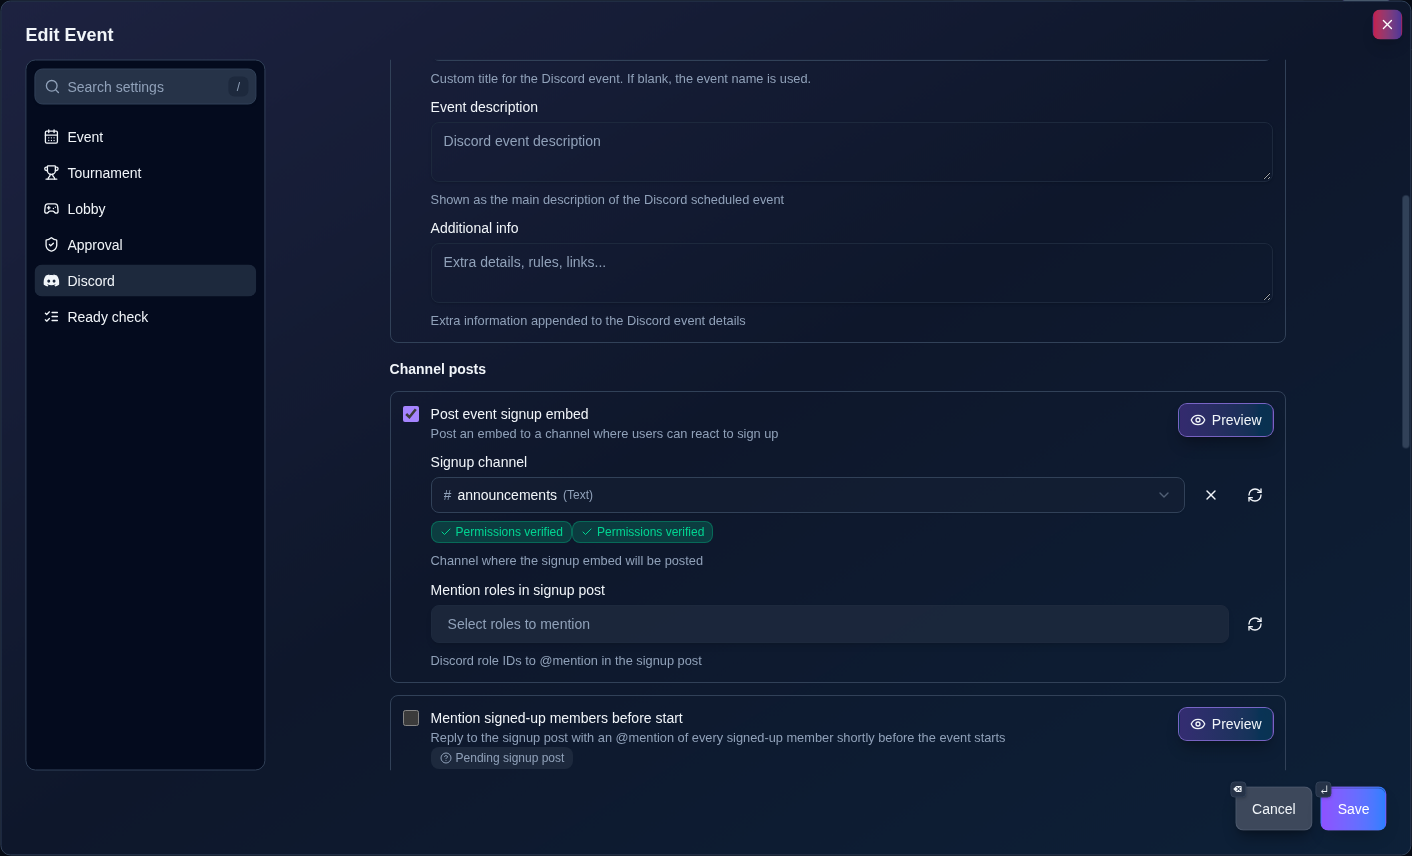 Edit Event
Search settings /
Event
Tournament
Lobby
Approval
Discord
Ready check
Custom title for the Discord event. If blank, the event name is used.
Event description
Discord event description
Shown as the main description of the Discord scheduled event
Additional info
Extra details, rules, links...
Extra information appended to the Discord event details
Channel posts
Post event signup embed
Preview
Post an embed to a channel where users can react to sign up
Signup channel
# announcements (Text)
Permissions verified Permissions verified
Channel where the signup embed will be posted
Mention roles in signup post
Select roles to mention
Discord role IDs to @mention in the signup post
Mention signed-up members before start
Preview
Reply to the signup post with an @mention of every signed-up member shortly before the event starts
Pending signup post
Cancel
Save